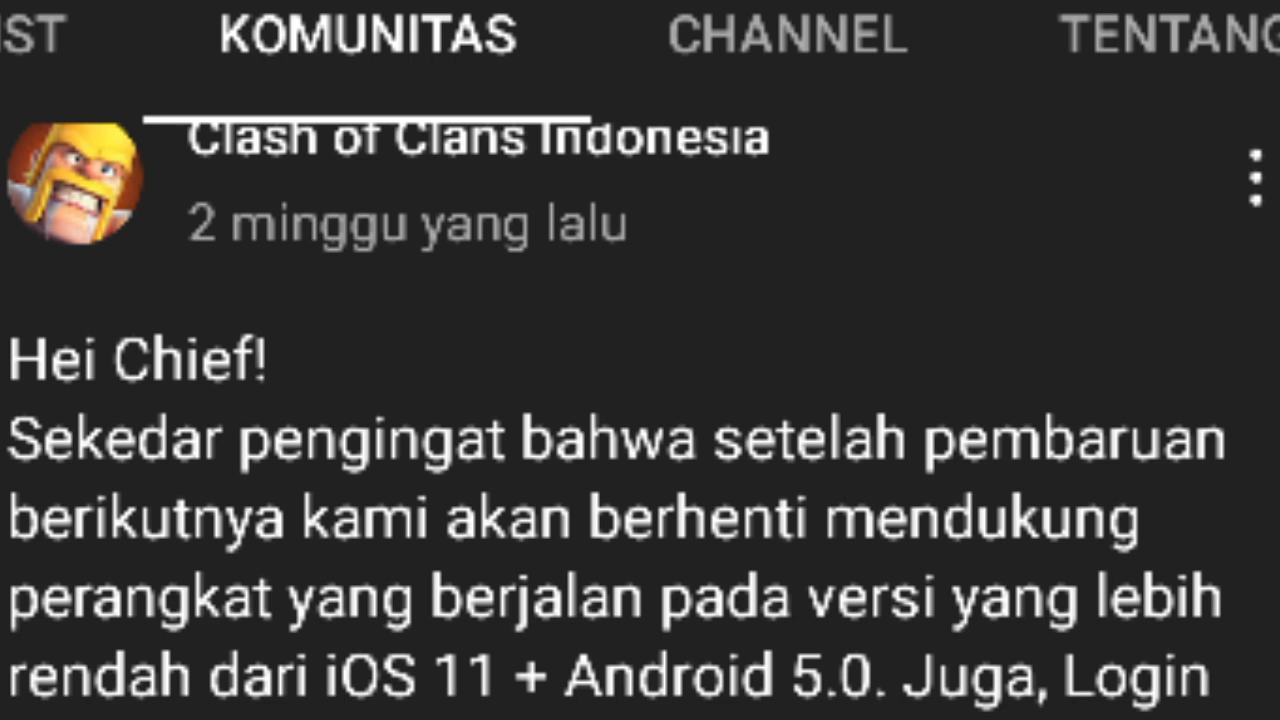 IST KOMUNITAS CHANNEL TENTANG
Clash of Clans Indonesia
2 minggu yang lalu
Hei Chief!
Sekedar pengingat bahwa setelah pembaruan
berikutnya kami akan berhenti mendukung
perangkat yang berjalan pada versi yang lebih
rendah dari iOS 11 + Android 5.0. Juga, Login